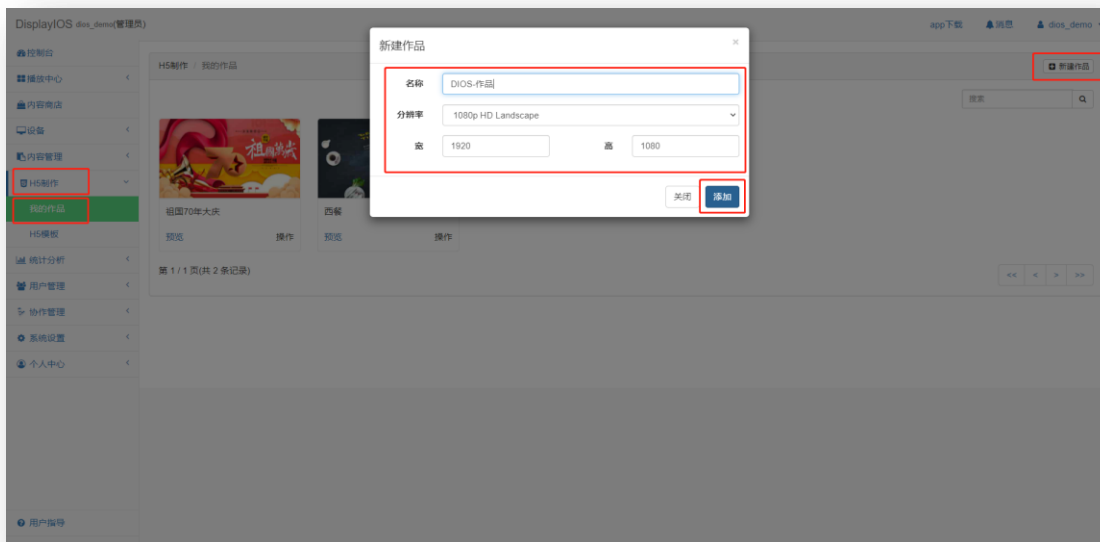 DisplayIOS dios_demo(管理员)
app下载
消息
dios_demo
控制台
播放中心
内容商店
设备
内容管理
H5制作
我的作品
H5模板
统计分析
用户管理
协作管理
系统设置
个人中心
用户指导
H5制作 / 我的作品
新建作品
搜索
新建作品
×
名称
DIOS-作品
分辨率
1080p HD Landscape
宽
1920
高
1080
关闭
添加
祖国70年大庆
西餐
预览
操作
预览
操作
第 1 / 1 页(共 2 条记录)
<< < > >>